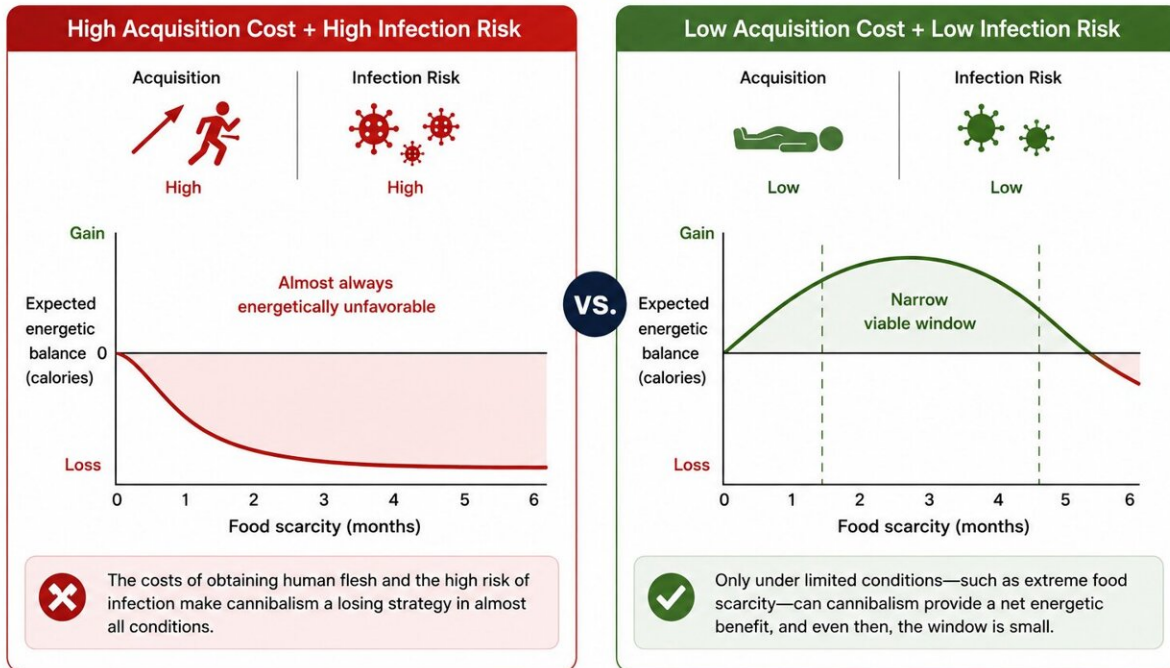 High Acquisition Cost + High Infection Risk
Acquisition
Infection Risk
High
High
Gain
Almost always
energetically unfavorable
Expected
energetic
balance 0
(calories)
Loss
0 1 2 3 4 5 6
Food scarcity (months)
The costs of obtaining human flesh and the high risk of
infection make cannibalism a losing strategy in almost
all conditions.
VS.
Low Acquisition Cost + Low Infection Risk
Acquisition
Infection Risk
Low
Low
Gain
Narrow
viable window
Expected
energetic
balance
(calories)
Loss
0 1 2 3 4 5 6
Food scarcity (months)
Only under limited conditions—such as extreme food
scarcity—can cannibalism provide a net energetic
benefit, and even then, the window is small.